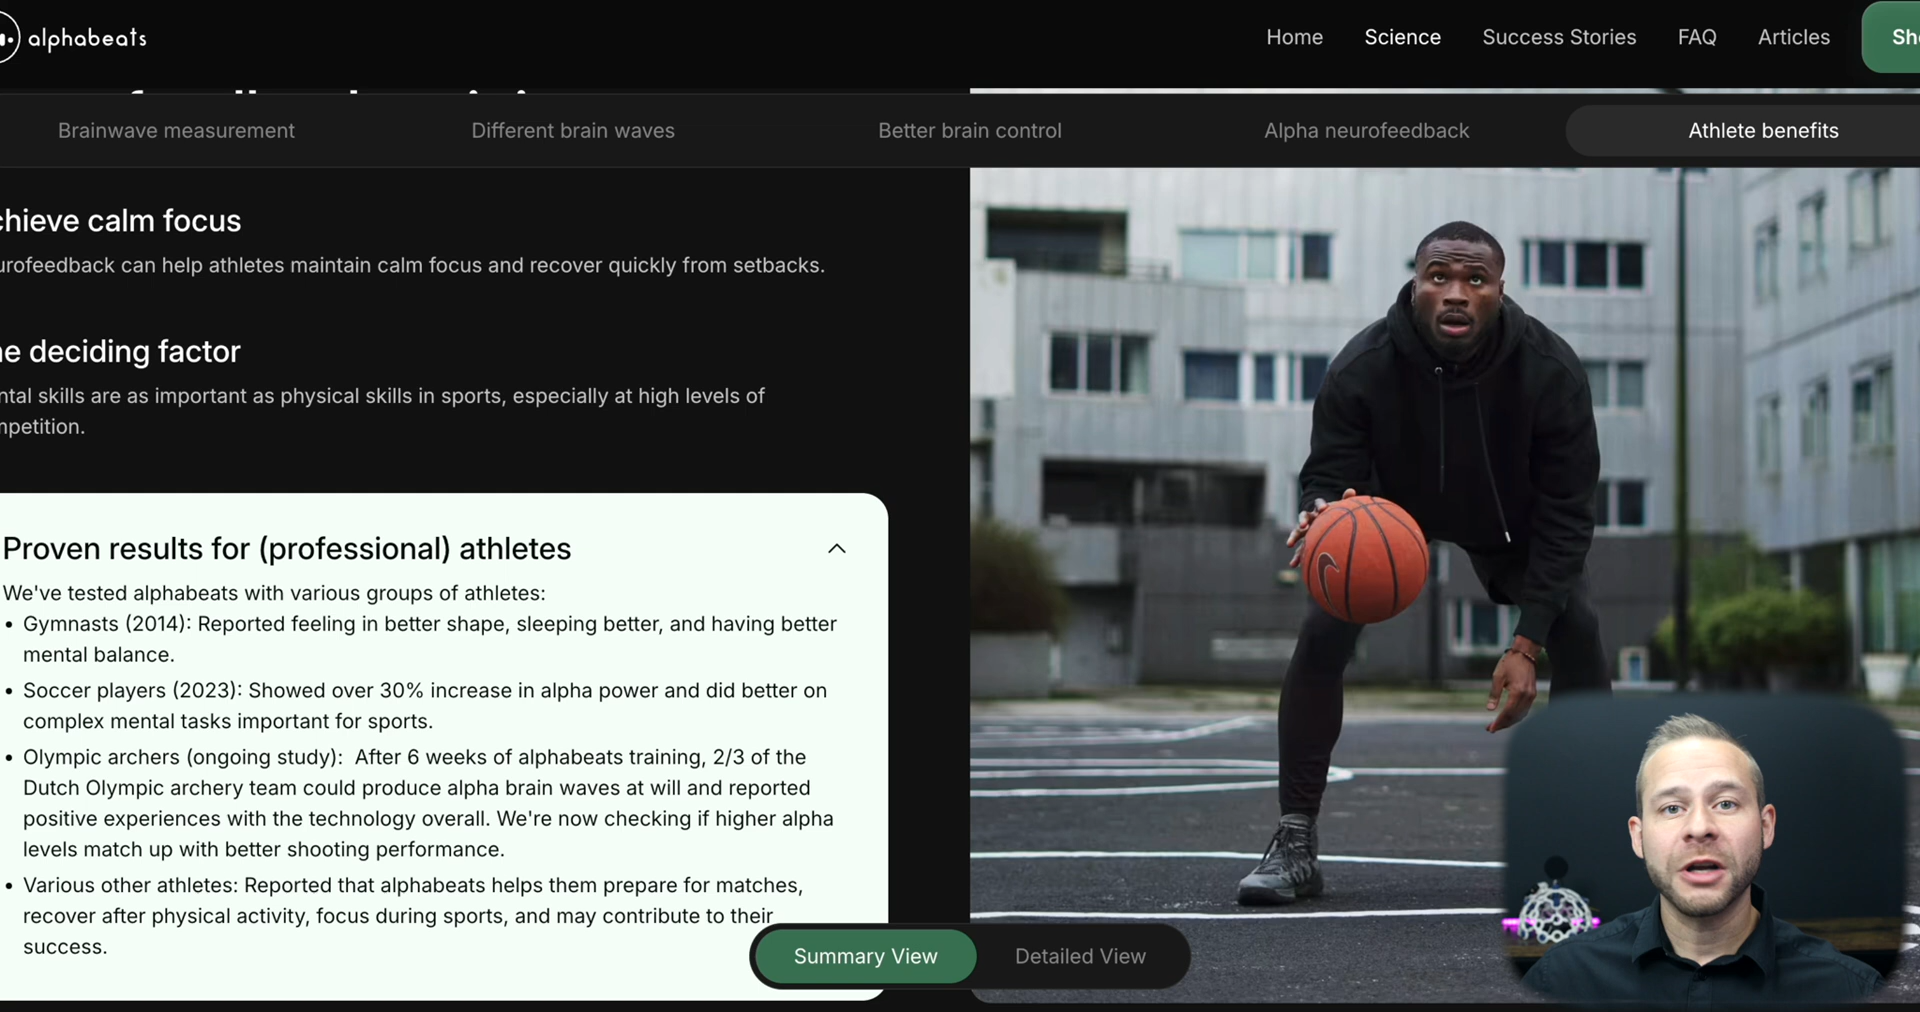 alphabeats
Home
Science
Success Stories
FAQ
Articles
Brainwave measurement
Different brain waves
Better brain control
Alpha neurofeedback
Athlete benefits
chieve calm focus
urofeedback can help athletes maintain calm focus and recover quickly from setbacks.
e deciding factor
ntal skills are as important as physical skills in sports, especially at high levels of
mpetition.
Proven results for (professional) athletes
We've tested alphabeats with various groups of athletes:
• Gymnasts (2014): Reported feeling in better shape, sleeping better, and having better
mental balance.
• Soccer players (2023): Showed over 30% increase in alpha power and did better on
complex mental tasks important for sports.
• Olympic archers (ongoing study):  After 6 weeks of alphabeats training, 2/3 of the
Dutch Olympic archery team could produce alpha brain waves at will and reported
positive experiences with the technology overall. We're now checking if higher alpha
levels match up with better shooting performance.
• Various other athletes: Reported that alphabeats helps them prepare for matches,
recover after physical activity, focus during sports, and may contribute to their
success.
Summary View
Detailed View